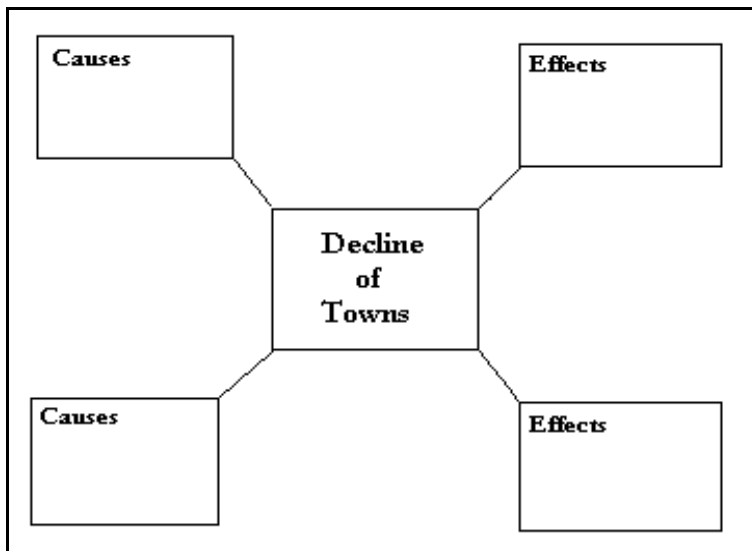 Causes
Effects
Decline
of
Towns
Causes
Effects